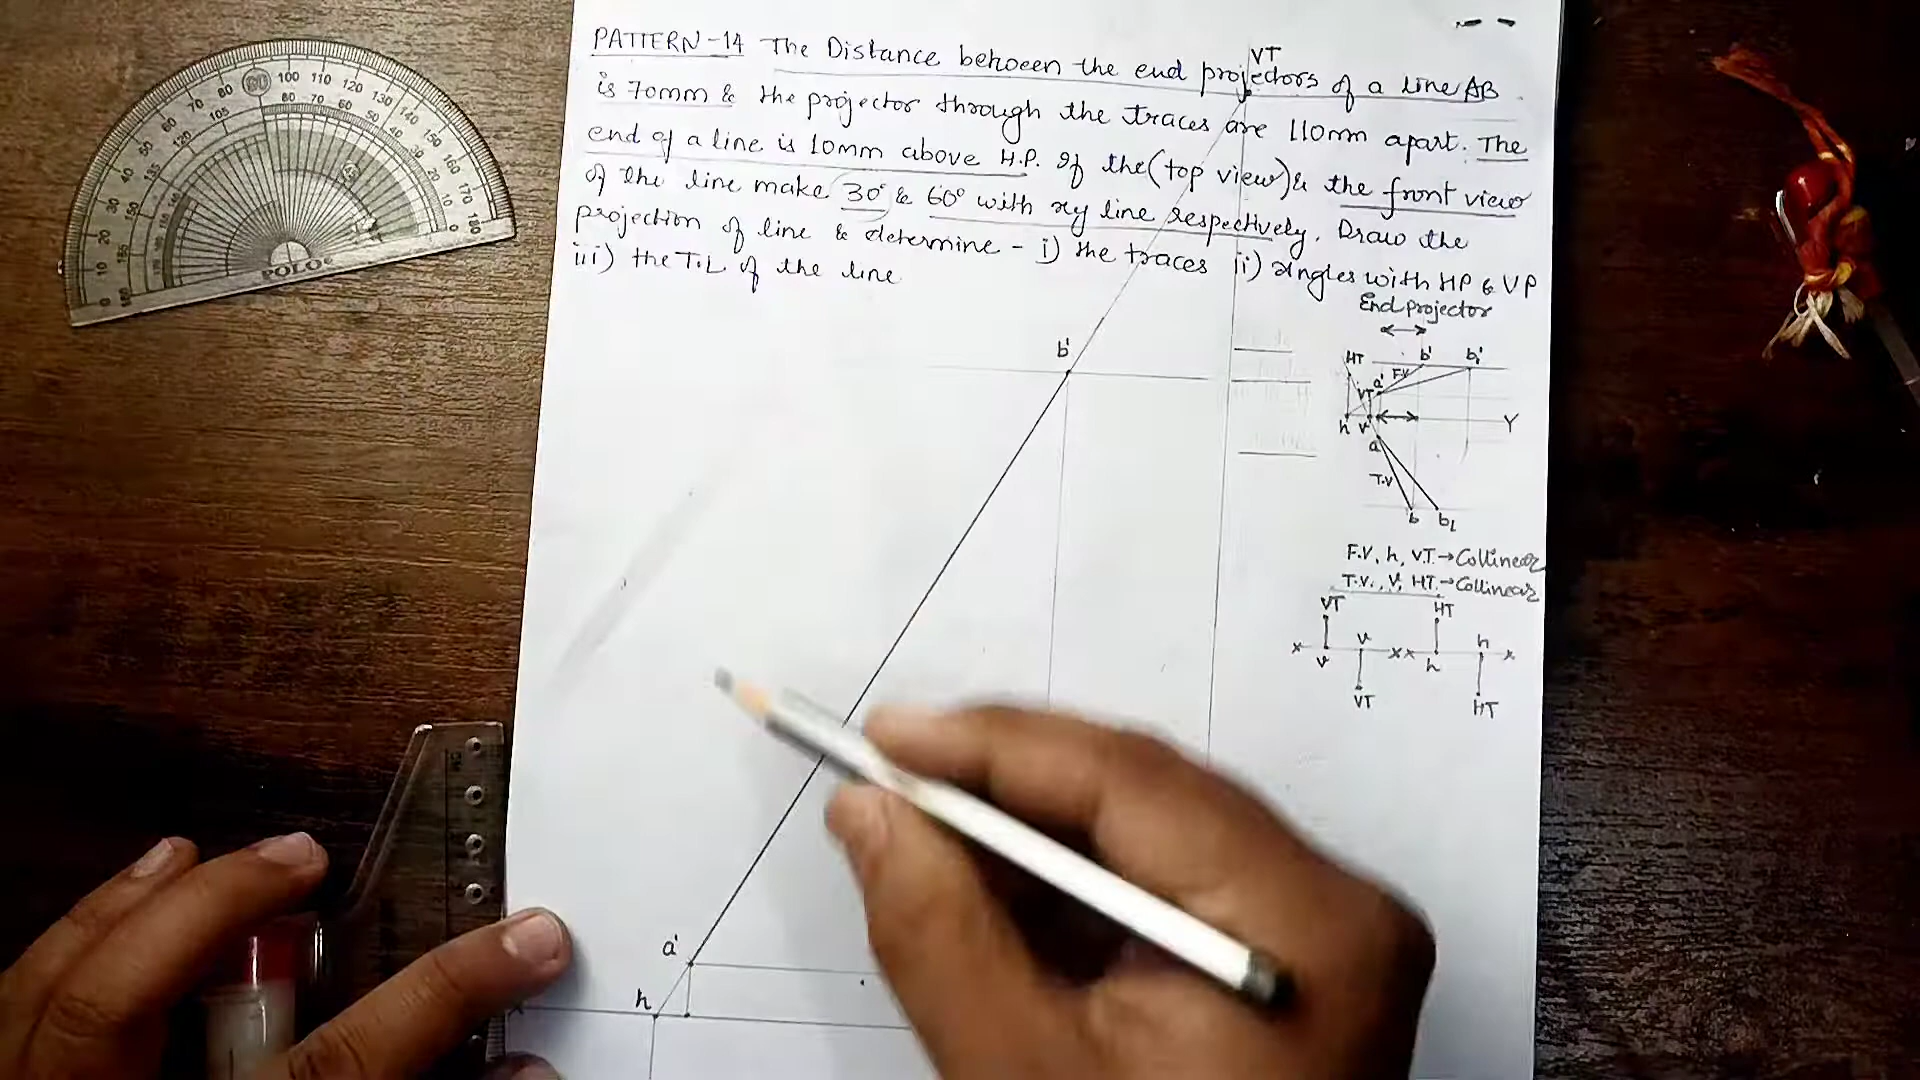 PATTERN-14 The Distance between the end projectors of a line AB
is 70mm & the projector through the traces are 110mm apart. The
end of a line is 10mm above H.P. If the (top view) & the front view
of the line make 30° & 60° with xy line respectively. Draw the
projection of line & determine - i) the traces ii) angles with HP & VP
iii) the T.L of the line
VT
End projector
HT b' b1'
F.V
a'
VT
h v Y
a
T.V
b b1
F.V, h, V.T. → Collinear
T.V., V, HT. → Collinear
VT HT
x v x x h x
v h
VT HT
b'
a'
h
x
POLO